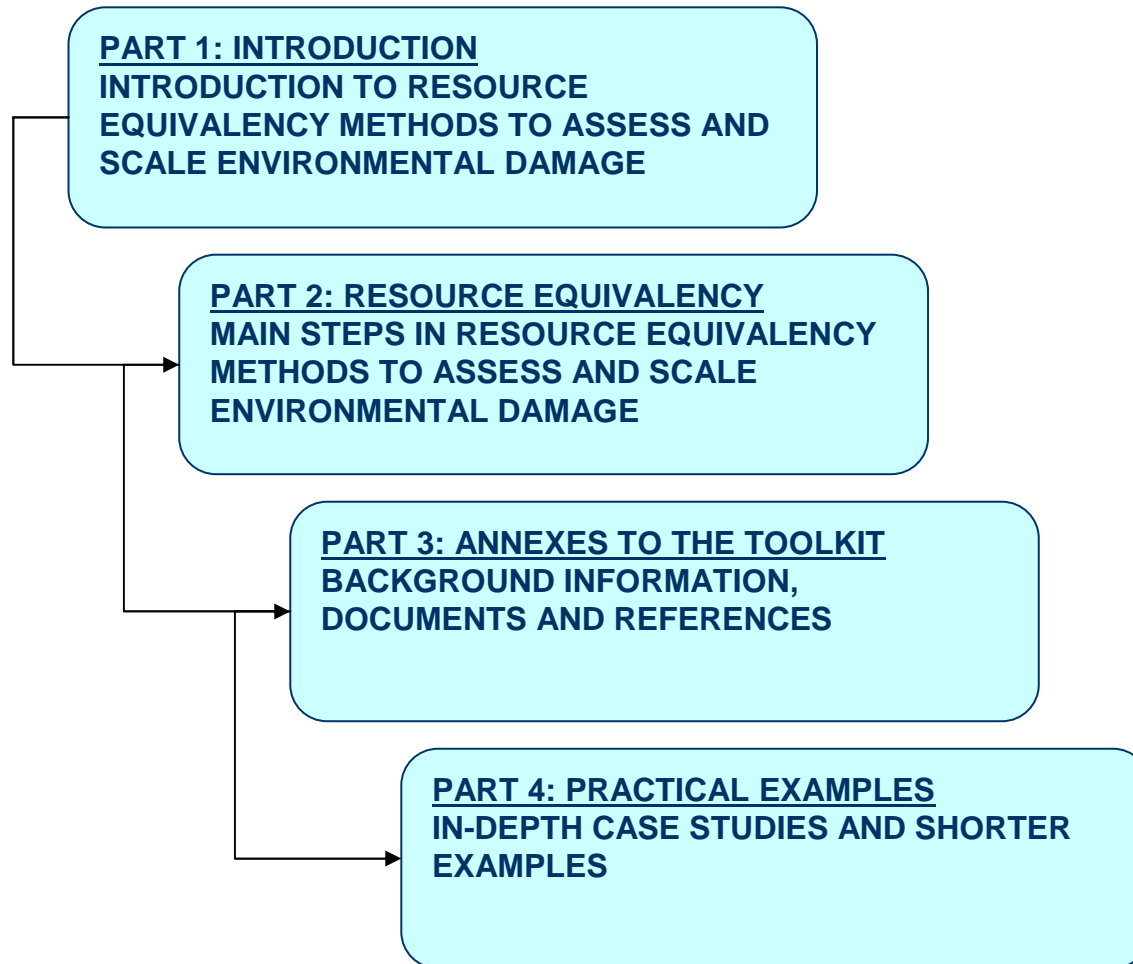 PART 1: INTRODUCTION
INTRODUCTION TO RESOURCE
EQUIVALENCY METHODS TO ASSESS AND
SCALE ENVIRONMENTAL DAMAGE
PART 2: RESOURCE EQUIVALENCY
MAIN STEPS IN RESOURCE EQUIVALENCY
METHODS TO ASSESS AND SCALE
ENVIRONMENTAL DAMAGE
PART 3: ANNEXES TO THE TOOLKIT
BACKGROUND INFORMATION,
DOCUMENTS AND REFERENCES
PART 4: PRACTICAL EXAMPLES
IN-DEPTH CASE STUDIES AND SHORTER
EXAMPLES